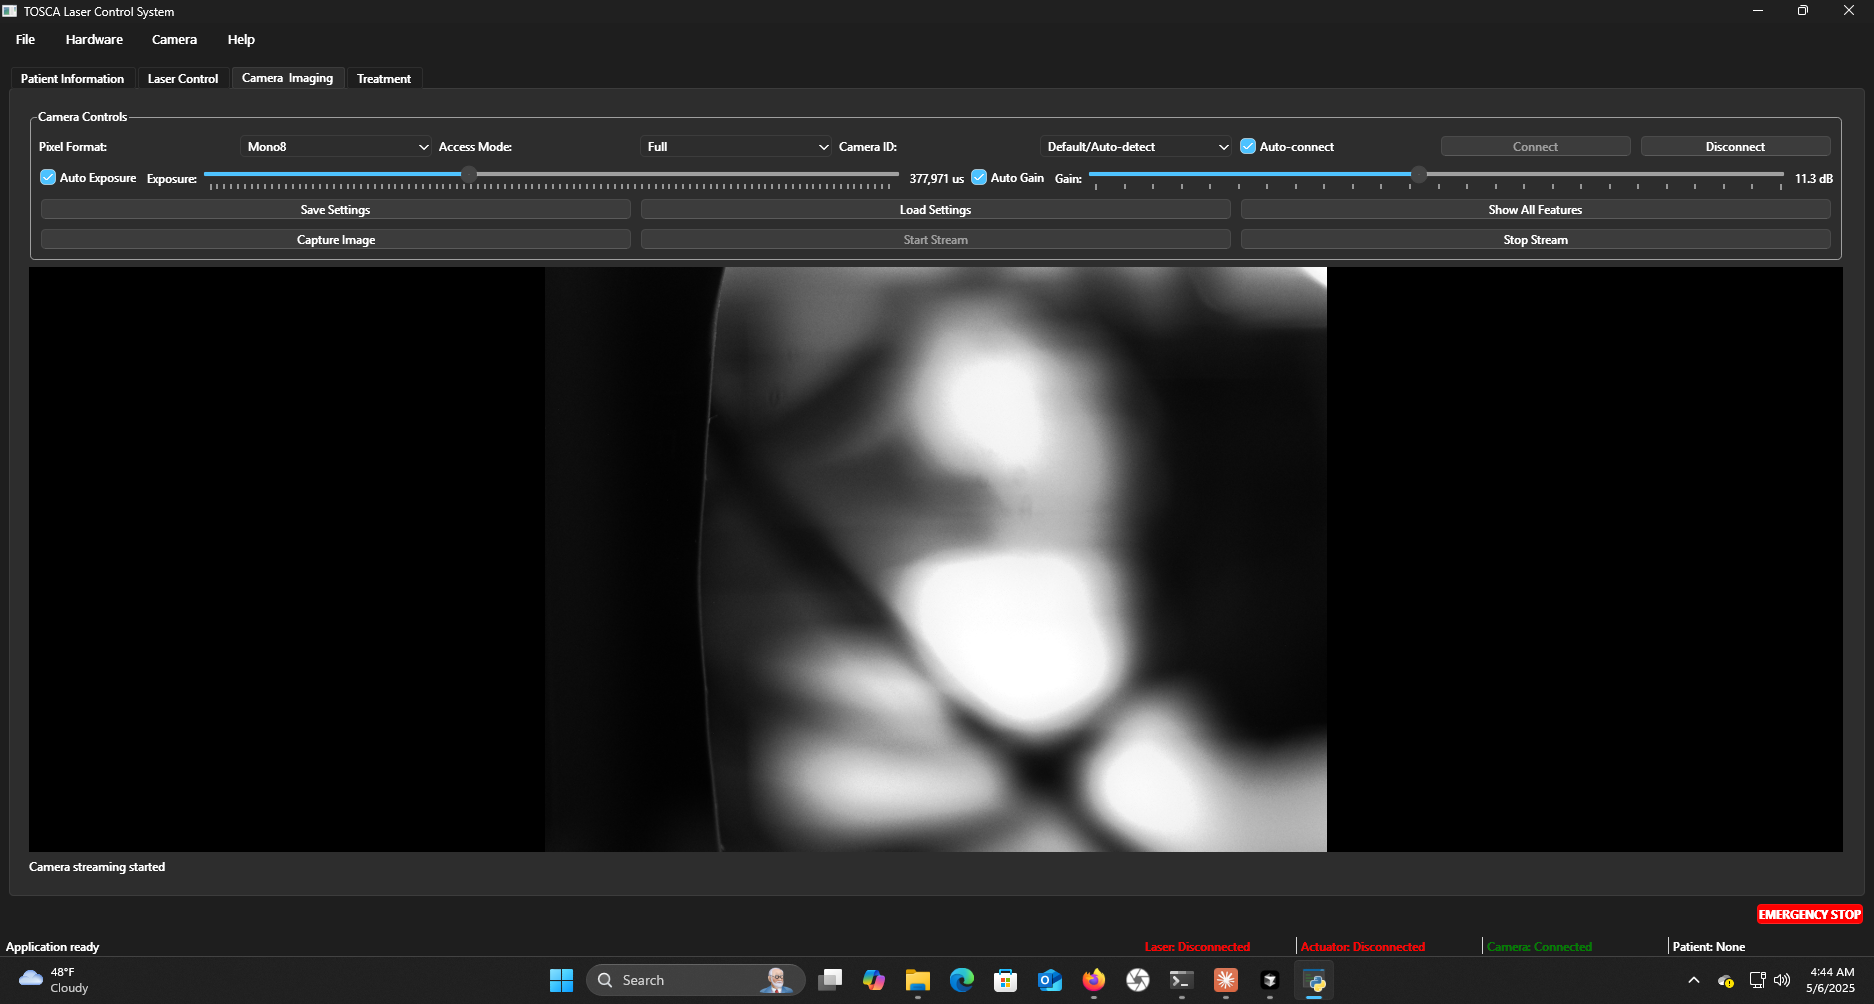 TOSCA Laser Control System
File Hardware Camera Help
Patient Information Laser Control Camera Imaging Treatment
Camera Controls
Pixel Format: Mono8 Access Mode: Full Camera ID: Default/Auto-detect Auto-connect Connect Disconnect
Auto Exposure Exposure: 377,971 us Auto Gain Gain: 11.3 dB
Save Settings Load Settings Show All Features
Capture Image Start Stream Stop Stream
Camera streaming started
EMERGENCY STOP
Application ready Laser: Disconnected Actuator: Disconnected Camera: Connected Patient: None
48°F
Cloudy
Search
4:44 AM
5/6/2025